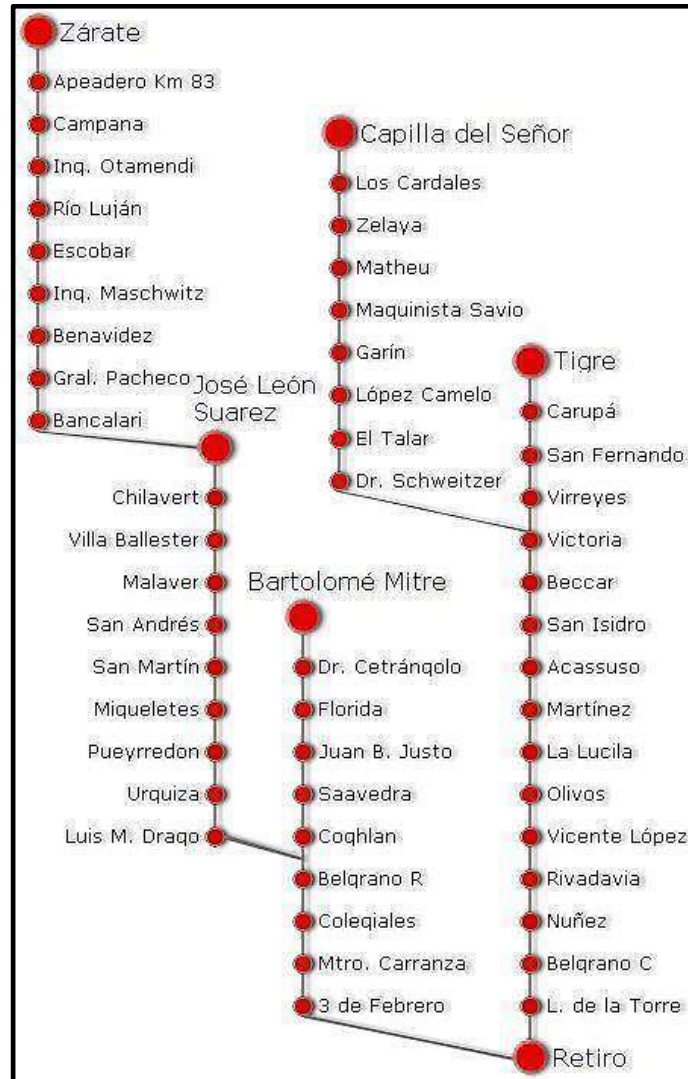 Zárate
Apeadero Km 83
Campana
Ing. Otamendi
Río Luján
Escobar
Ing. Maschwitz
Benavidez
Gral. Pacheco
Bancalari
José León
Suarez
Chilavert
Villa Ballester
Malaver
San Andrés
San Martín
Migueletes
Pueyrredon
Urquiza
Luis M. Drago
Capilla del Señor
Los Cardales
Zelaya
Matheu
Maquinista Savio
Garín
López Camelo
El Talar
Dr. Schweitzer
Bartolomé Mitre
Dr. Cetrángolo
Florida
Juan B. Justo
Saavedra
Coghlan
Belgrano R
Colegiales
Mtro. Carranza
3 de Febrero
Tigre
Carupá
San Fernando
Virreyes
Victoria
Beccar
San Isidro
Acassuso
Martínez
La Lucila
Olivos
Vicente López
Rivadavia
Nuñez
Belgrano C
L. de la Torre
Retiro